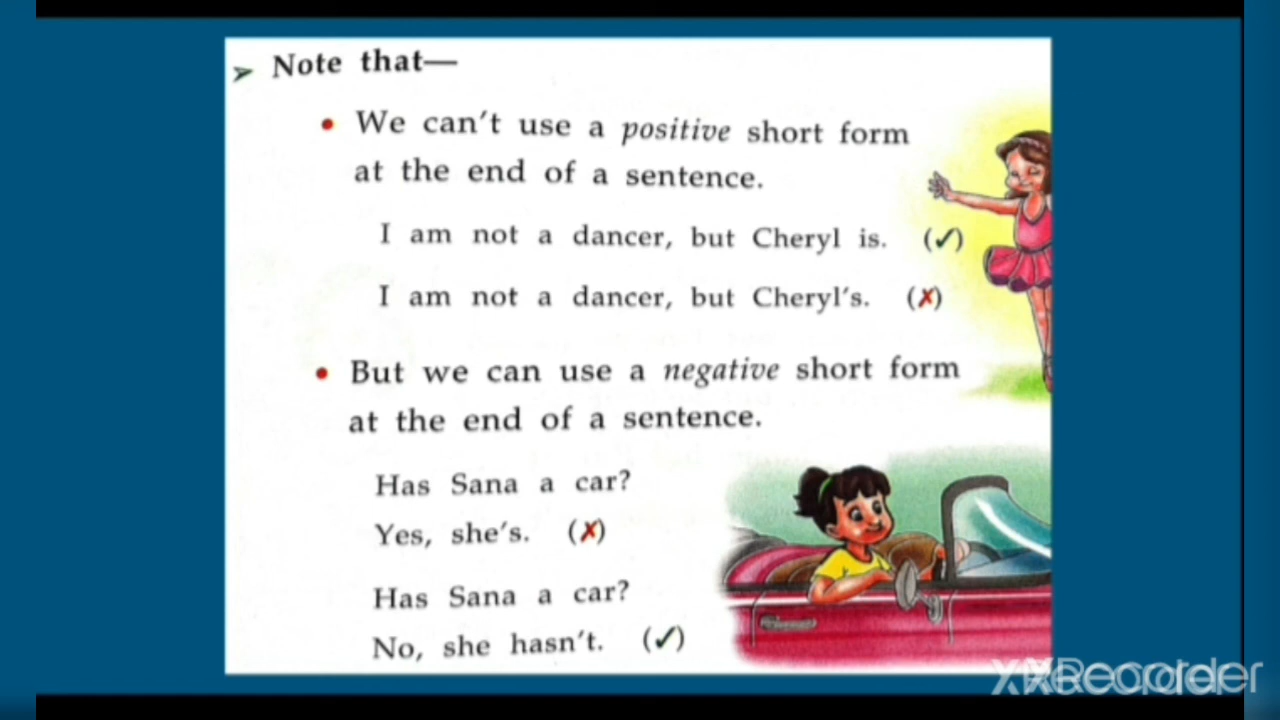 ➢ Note that—
• We can't use a positive short form
at the end of a sentence.
I am not a dancer, but Cheryl is. (✓)
I am not a dancer, but Cheryl's. (✗)
• But we can use a negative short form
at the end of a sentence.
Has Sana a car?
Yes, she's. (✗)
Has Sana a car?
No, she hasn't. (✓)